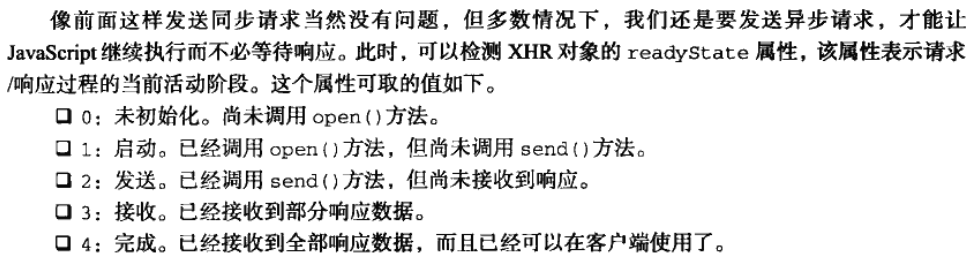 像前面这样发送同步请求当然没有问题，但多数情况下，我们还是要发送异步请求，才能让
JavaScript 继续执行而不必等待响应。此时，可以检测 XHR 对象的 readyState 属性，该属性表示请求
/响应过程的当前活动阶段。这个属性可取的值如下。
❑ 0：未初始化。尚未调用 open()方法。
❑ 1：启动。已经调用 open()方法，但尚未调用 send()方法。
❑ 2：发送。已经调用 send()方法，但尚未接收到响应。
❑ 3：接收。已经接收到部分响应数据。
❑ 4：完成。已经接收到全部响应数据，而且已经可以在客户端使用了。